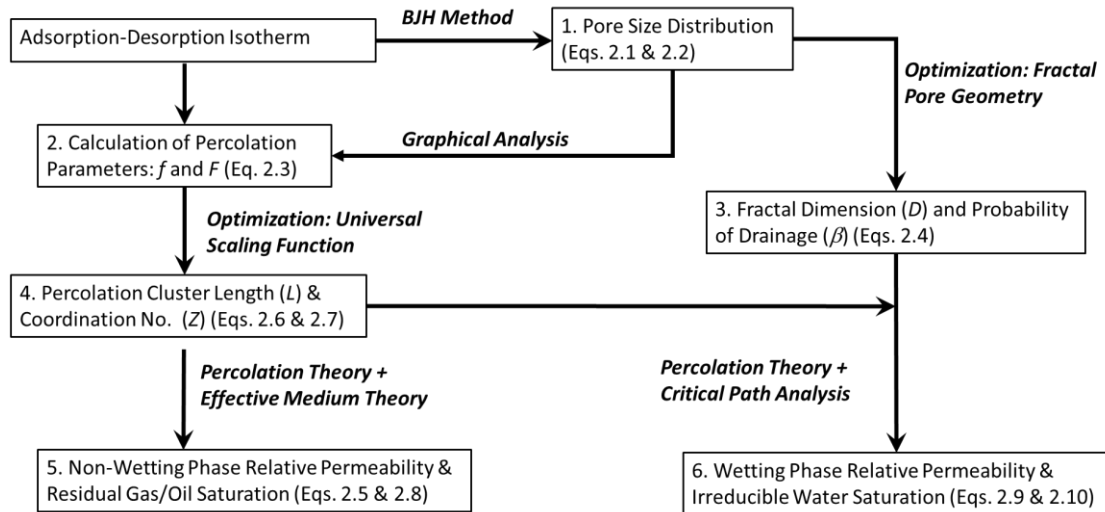 BJH Method
Adsorption-Desorption Isotherm
1. Pore Size Distribution
(Eqs. 2.1 & 2.2)
Optimization: Fractal
Pore Geometry
Graphical Analysis
2. Calculation of Percolation
Parameters: f and F (Eq. 2.3)
Optimization: Universal
Scaling Function
3. Fractal Dimension (D) and Probability
of Drainage (β) (Eqs. 2.4)
4. Percolation Cluster Length (L) &
Coordination No. (Z) (Eqs. 2.6 & 2.7)
Percolation Theory +
Effective Medium Theory
Percolation Theory +
Critical Path Analysis
5. Non-Wetting Phase Relative Permeability &
Residual Gas/Oil Saturation (Eqs. 2.5 & 2.8)
6. Wetting Phase Relative Permeability &
Irreducible Water Saturation (Eqs. 2.9 & 2.10)